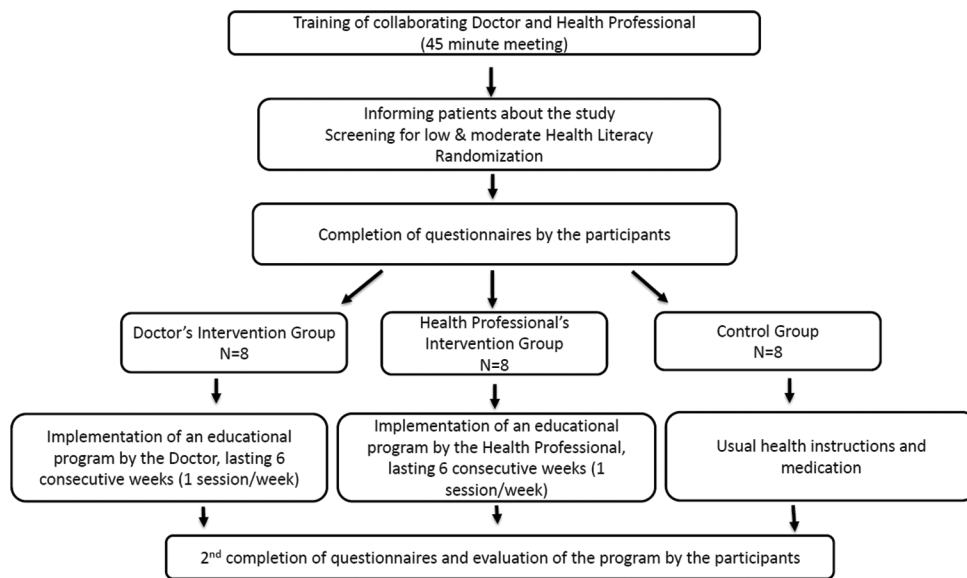 Training of collaborating Doctor and Health Professional
(45 minute meeting)
Informing patients about the study
Screening for low & moderate Health Literacy
Randomization
Completion of questionnaires by the participants
Doctor’s Intervention Group
N=8
Health Professional’s
Intervention Group
N=8
Control Group
N=8
Implementation of an educational
program by the Doctor, lasting 6
consecutive weeks (1 session/week)
Implementation of an educational
program by the Health Professional,
lasting 6 consecutive weeks (1
session/week)
Usual health instructions and
medication
2nd completion of questionnaires and evaluation of the program by the participants